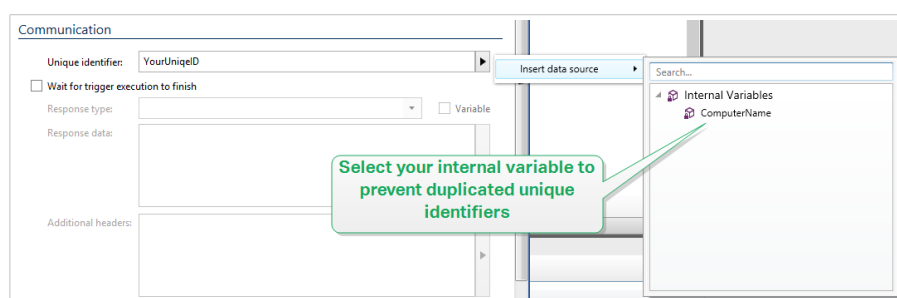 Communication
Unique identifier: YourUniqeID
Insert data source
Search...
Wait for trigger execution to finish
Internal Variables
Response type:
Variable
ComputerName
Response data:
Select your internal variable to
prevent duplicated unique
identifiers
Additional headers: